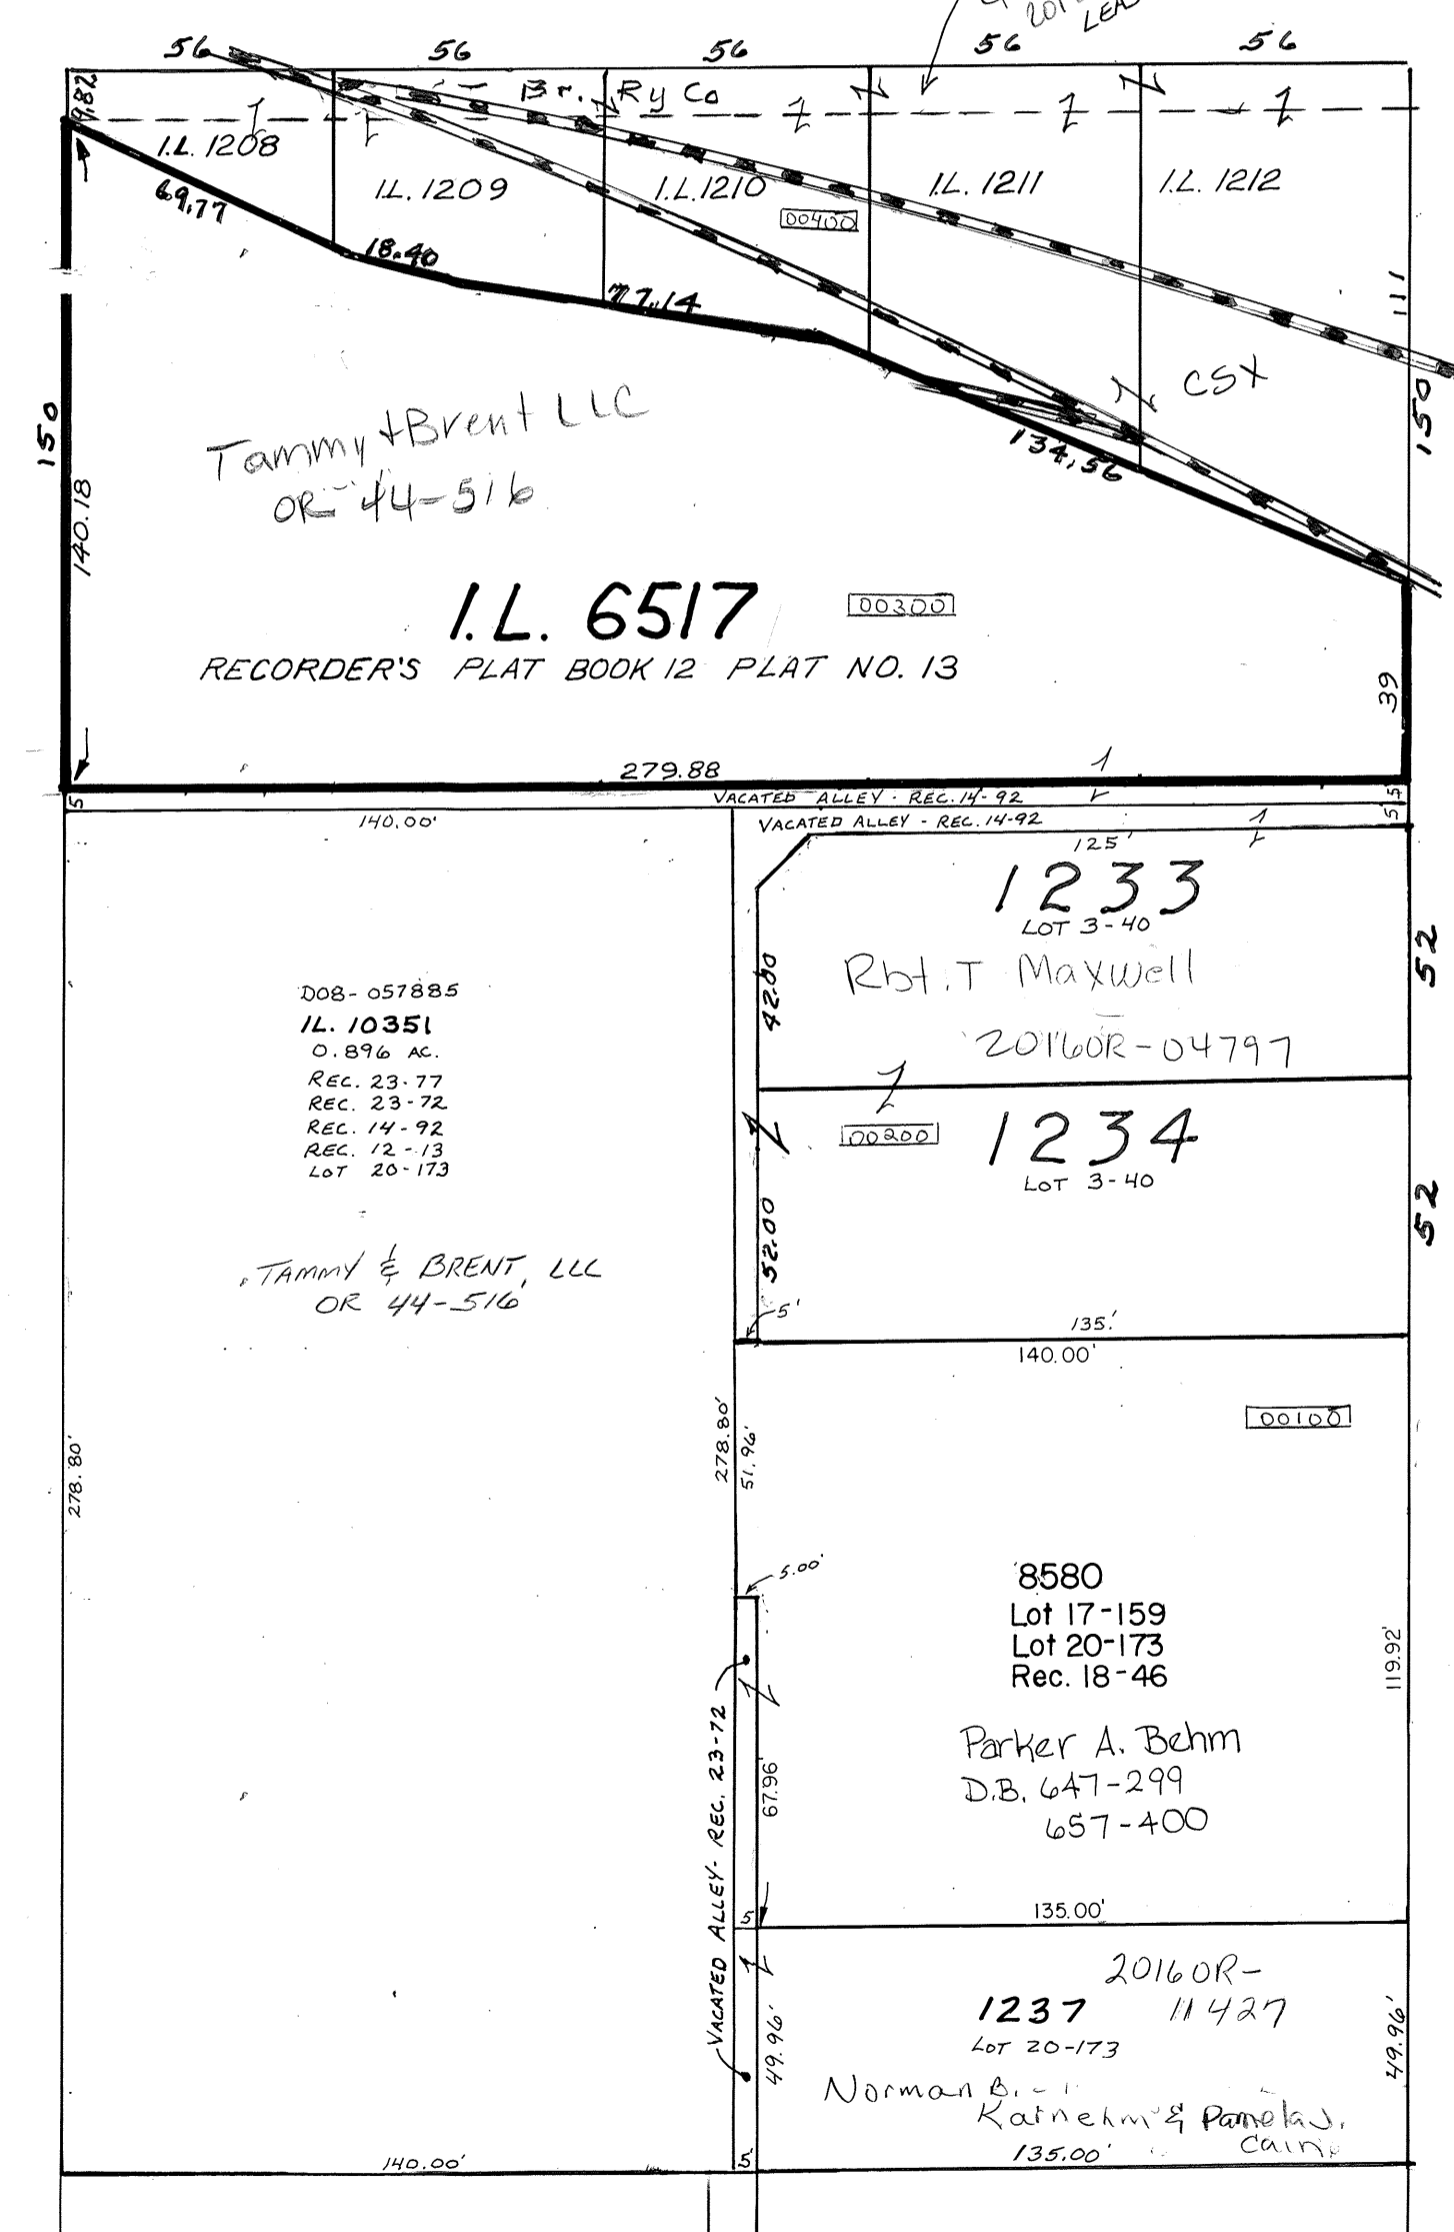 LEA
56 56 56 56 56
9.82
Br. Ry Co
I.L. 1208
I.L. 1209
I.L. 1210
I.L. 1211
I.L. 1212
00400
69.77
18.40
77.14
134.56
CSX
111
150
150
140.18
Tammy + Brent LLC
OR 44-516
I.L. 6517
00300
RECORDER'S PLAT BOOK 12 PLAT NO. 13
39
279.88
5
VACATED ALLEY - REC. 14-92
5
140.00'
VACATED ALLEY - REC. 14-92
5
125'
1233
LOT 3-40
Rbt. T Maxwell
2016OR-04797
42.00
52
D08-057885
IL. 10351
0.896 AC.
REC. 23-77
REC. 23-72
REC. 14-92
REC. 12-13
LOT 20-173
TAMMY & BRENT, LLC
OR 44-516
00200
1234
LOT 3-40
52.00
52
5'
135.'
140.00'
00100
278.80'
278.80'
51.96'
5.00'
8580
Lot 17-159
Lot 20-173
Rec. 18-46
Parker A. Behm
D.B. 647-299
657-400
119.92'
67.96'
VACATED ALLEY - REC. 23-72
5
135.00'
2016OR-
11427
1237
LOT 20-173
49.96'
49.96'
Norman B.
& Pamela J.
Cain
140.00'
5
135.00'